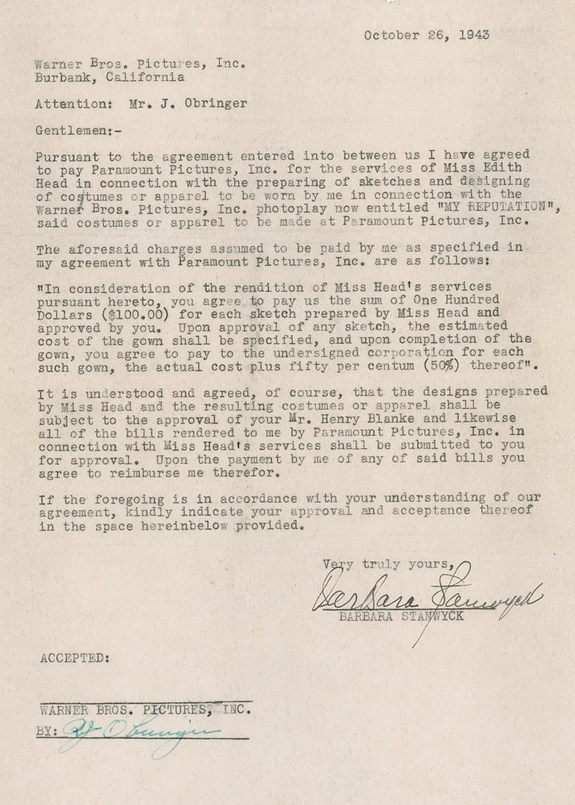 October 26, 1943
Warner Bros. Pictures, Inc.
Burbank, California
Attention:  Mr. J. Obringer
Gentlemen:-
Pursuant to the agreement entered into between us I have agreed
to pay Paramount Pictures, Inc. for the services of Miss Edith
Head in connection with the preparing of sketches and designing
of costumes or apparel to be worn by me in connection with the
Warner Bros. Pictures, Inc. photoplay now entitled "MY REPUTATION",
said costumes or apparel to be made at Paramount Pictures, Inc.
The aforesaid charges assumed to be paid by me as specified in
my agreement with Paramount Pictures, Inc. are as follows:
"In consideration of the rendition of Miss Head's services
pursuant hereto, you agree to pay us the sum of One Hundred
Dollars ($100.00) for each sketch prepared by Miss Head and
approved by you.  Upon approval of any sketch, the estimated
cost of the gown shall be specified, and upon completion of the
gown, you agree to pay to the undersigned corporation for each
such gown, the actual cost plus fifty per centum (50%) thereof".
It is understood and agreed, of course, that the designs prepared
by Miss Head and the resulting costumes or apparel shall be
subject to the approval of your Mr. Henry Blanke and likewise
all of the bills rendered to me by Paramount Pictures, Inc. in
connection with Miss Head's services shall be submitted to you
for approval.  Upon the payment by me of any of said bills you
agree to reimburse me therefor.
If the foregoing is in accordance with your understanding of our
agreement, kindly indicate your approval and acceptance thereof
in the space hereinbelow provided.
Very truly yours,
Barbara Stanwyck
BARBARA STANWYCK
ACCEPTED:
WARNER BROS. PICTURES, INC.
BY: Obringer